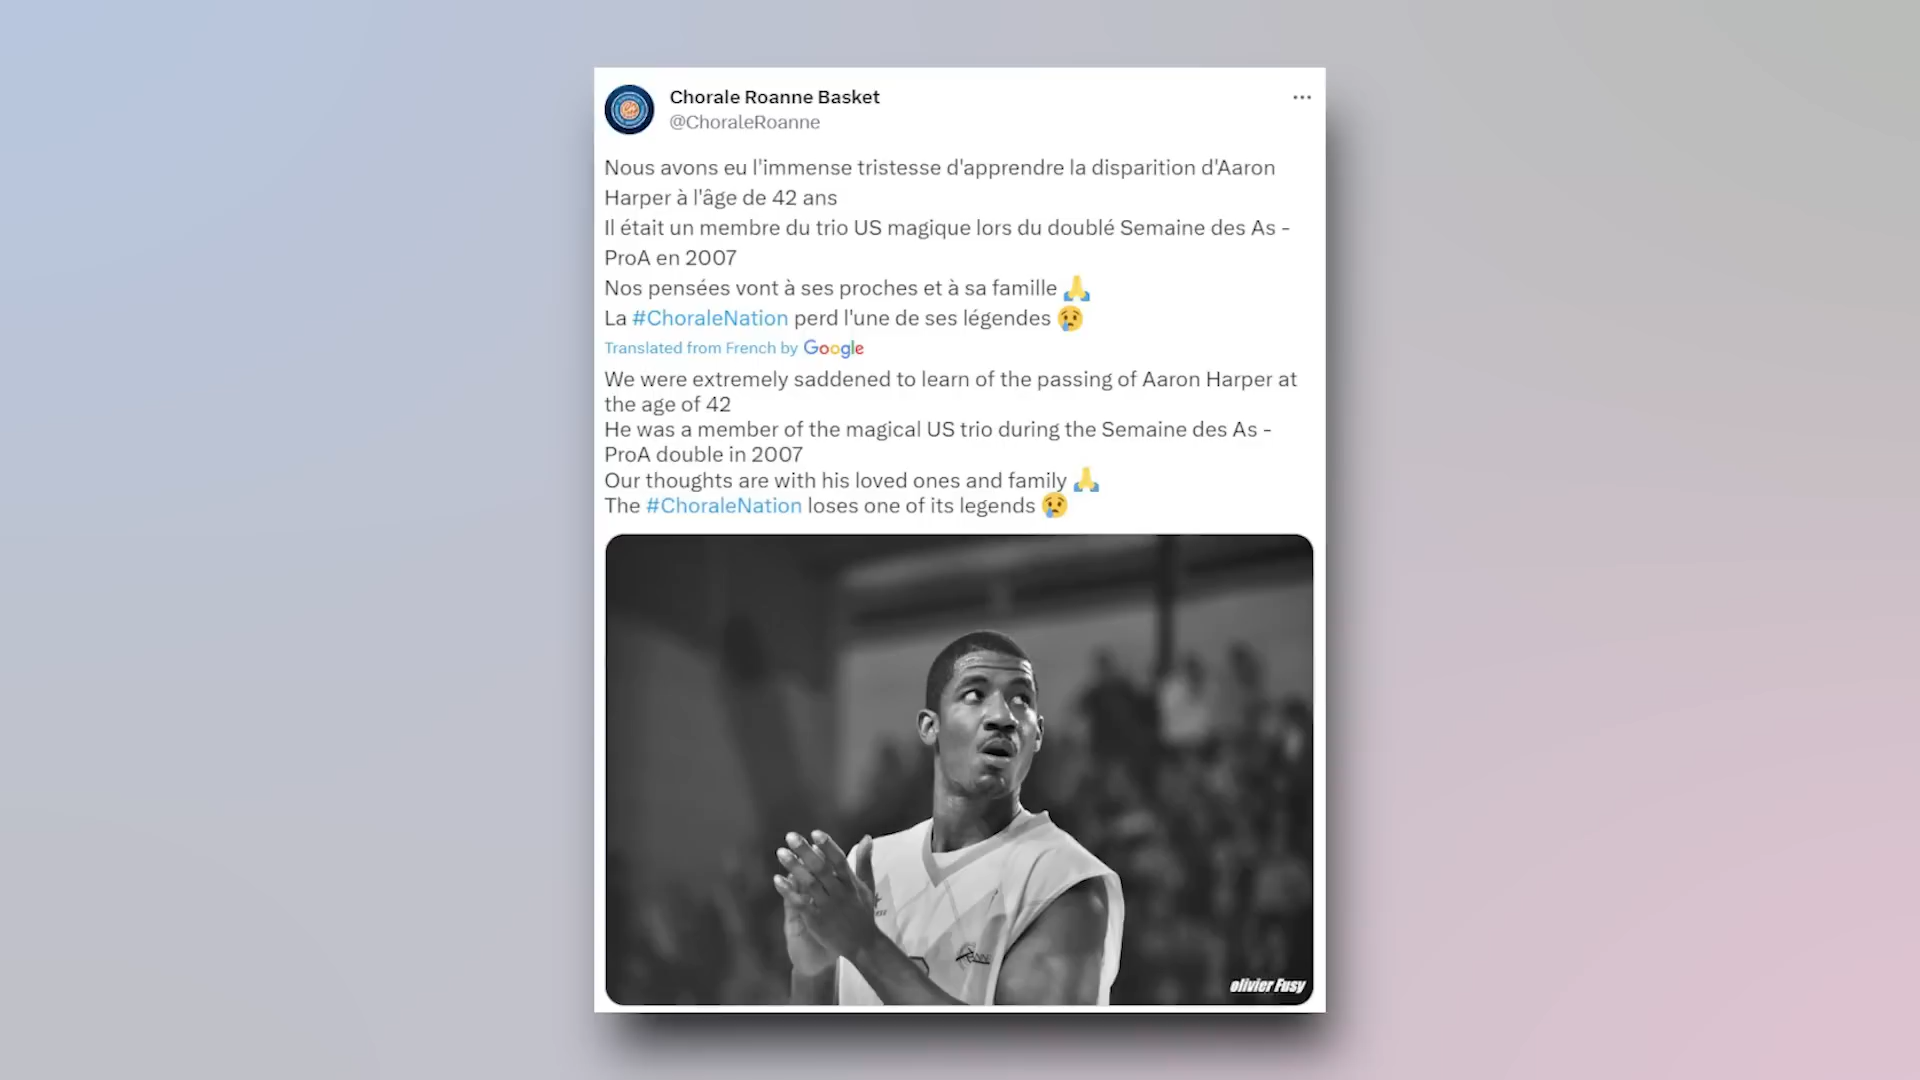 Chorale Roanne Basket
@ChoraleRoanne
Nous avons eu l'immense tristesse d'apprendre la disparition d'Aaron
Harper à l'âge de 42 ans
Il était un membre du trio US magique lors du doublé Semaine des As -
ProA en 2007
Nos pensées vont à ses proches et à sa famille 🙏
La #ChoraleNation perd l'une de ses légendes 😢
Translated from French by Google
We were extremely saddened to learn of the passing of Aaron Harper at
the age of 42
He was a member of the magical US trio during the Semaine des As -
ProA double in 2007
Our thoughts are with his loved ones and family 🙏
The #ChoraleNation loses one of its legends 😢
olivier Fusy